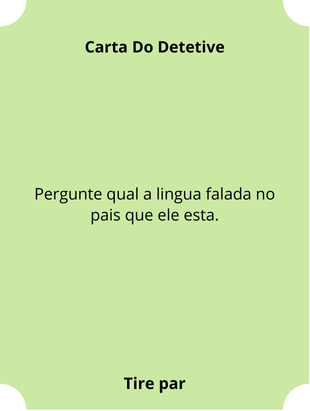 Carta Do Detetive
Pergunte qual a lingua falada no
pais que ele esta.
Tire par